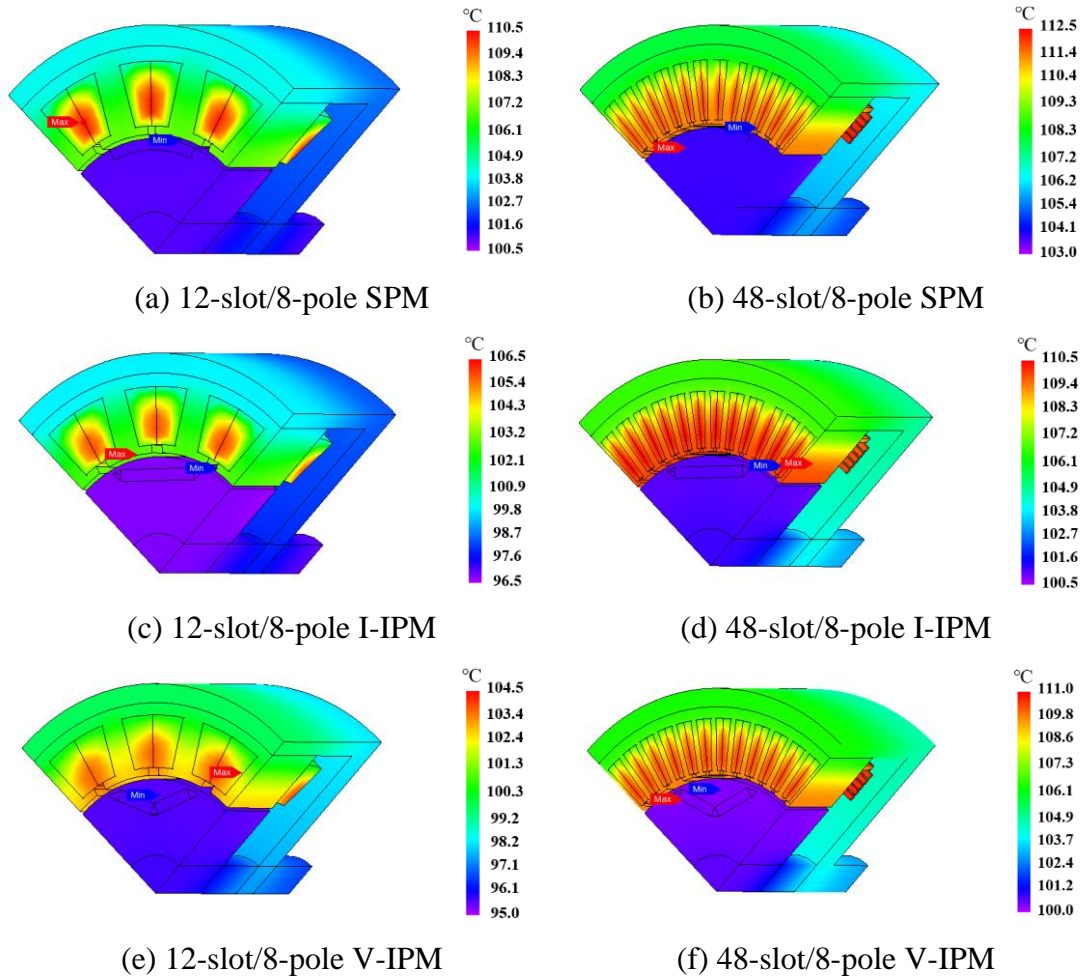 °C
110.5
109.5
108.3
107.2
106.1
104.9
103.8
102.7
101.6
100.5
Max
Min
(a) 12-slot/8-pole SPM
°C
112.5
111.4
110.4
109.3
108.3
107.2
106.2
105.4
104.1
103.0
Min
Max
(b) 48-slot/8-pole SPM
°C
106.5
105.4
104.3
103.2
102.1
100.9
99.8
98.7
97.6
96.5
Max
Min
(c) 12-slot/8-pole I-IPM
°C
110.5
109.4
108.3
107.2
106.1
104.9
103.8
102.7
101.6
100.5
Min
Max
(d) 48-slot/8-pole I-IPM
°C
104.5
103.4
102.4
101.3
100.3
99.2
98.2
97.1
96.1
95.0
Max
Min
(e) 12-slot/8-pole V-IPM
°C
111.0
109.8
108.6
107.3
106.1
104.9
103.7
102.4
101.2
100.0
Min
Max
(f) 48-slot/8-pole V-IPM